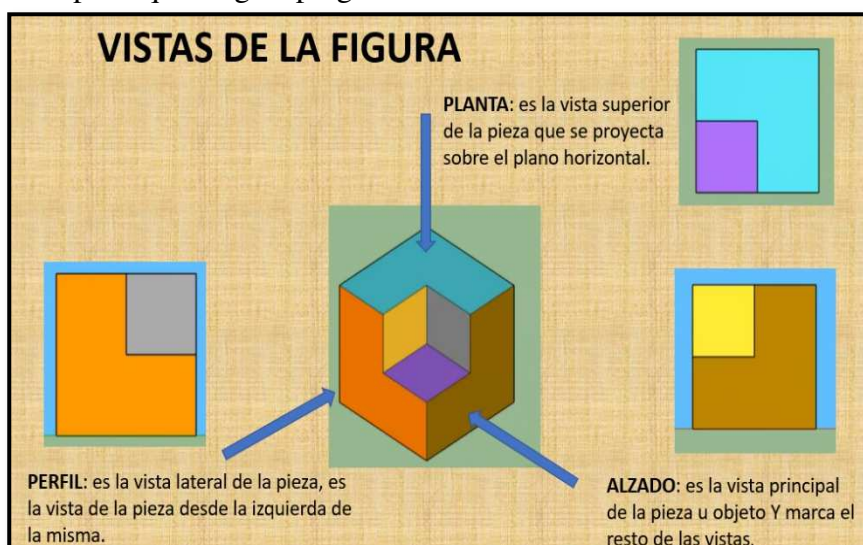 VISTAS DE LA FIGURA
PLANTA: es la vista superior
de la pieza que se proyecta
sobre el plano horizontal.
PERFIL: es la vista lateral de la pieza, es
la vista de la pieza desde la izquierda de
la misma.
ALZADO: es la vista principal
de la pieza u objeto Y marca el
resto de las vistas.